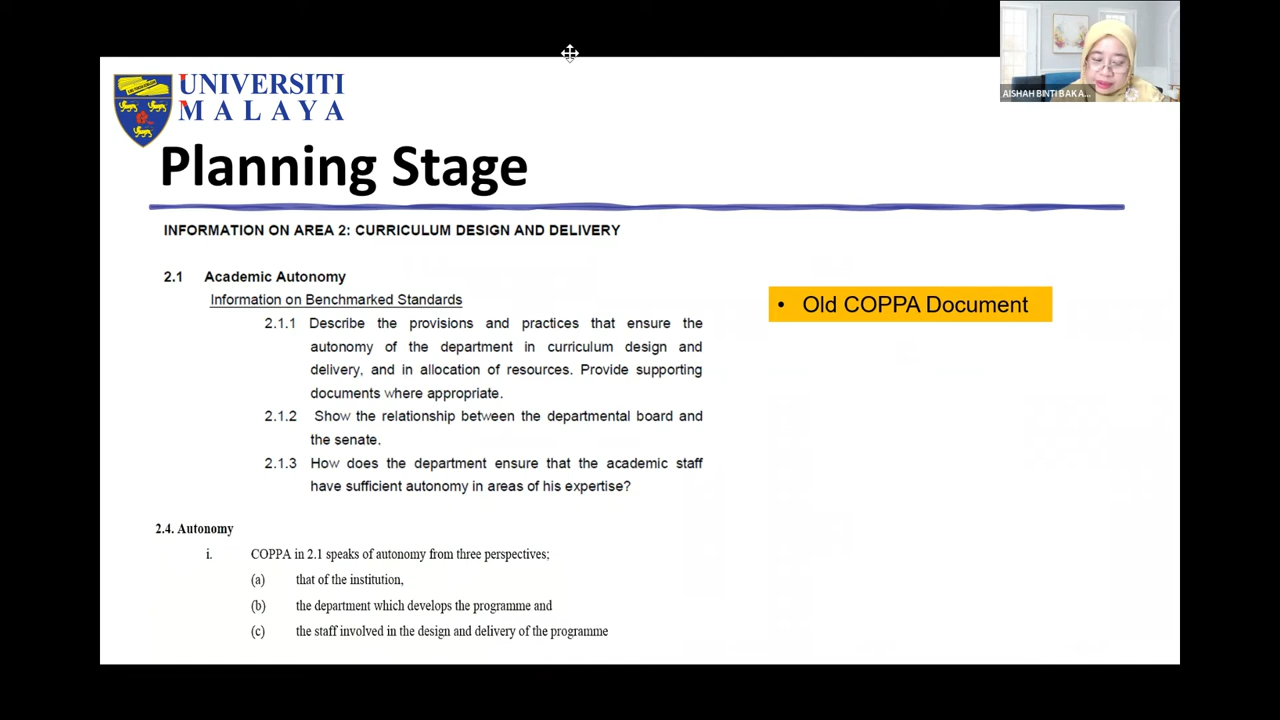 UNIVERSITI
MALAYA
AISHAH BINTI BAKA...
Planning Stage
INFORMATION ON AREA 2: CURRICULUM DESIGN AND DELIVERY
2.1 Academic Autonomy
Information on Benchmarked Standards
2.1.1 Describe the provisions and practices that ensure the
autonomy of the department in curriculum design and
delivery, and in allocation of resources. Provide supporting
documents where appropriate.
2.1.2 Show the relationship between the departmental board and
the senate.
2.1.3 How does the department ensure that the academic staff
have sufficient autonomy in areas of his expertise?
• Old COPPA Document
2.4. Autonomy
i. COPPA in 2.1 speaks of autonomy from three perspectives;
(a) that of the institution,
(b) the department which develops the programme and
(c) the staff involved in the design and delivery of the programme